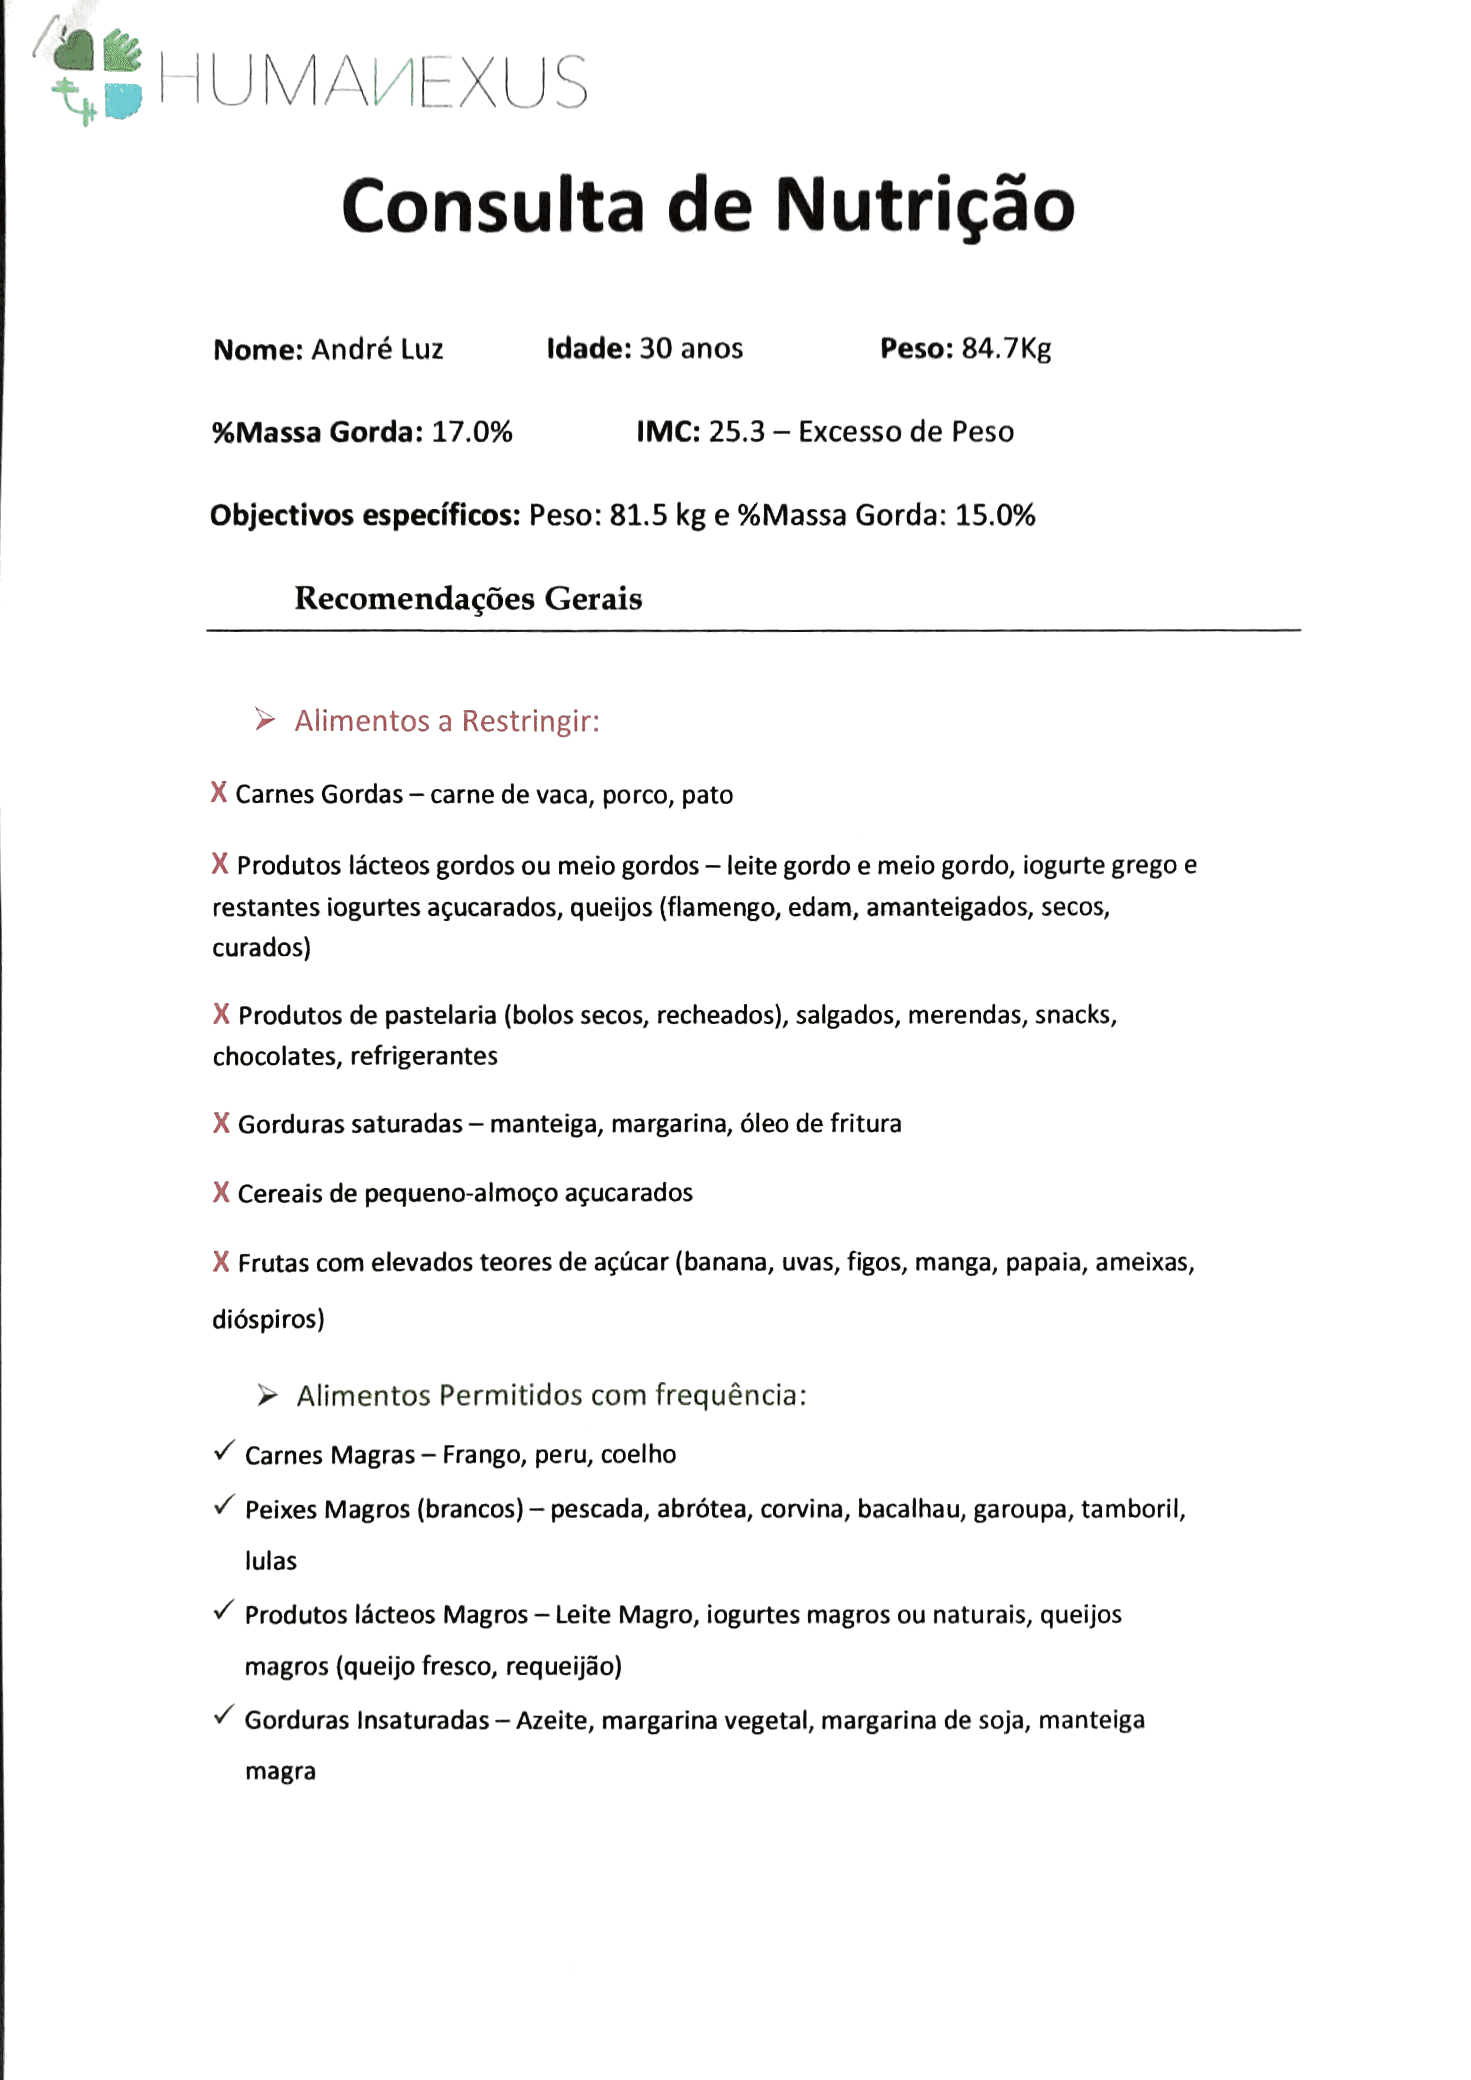 HUMANEXUS
Consulta de Nutrição
Nome: André Luz Idade: 30 anos Peso: 84.7Kg
%Massa Gorda: 17.0% IMC: 25.3 – Excesso de Peso
Objectivos específicos: Peso: 81.5 kg e %Massa Gorda: 15.0%
Recomendações Gerais
➢ Alimentos a Restringir:
X Carnes Gordas – carne de vaca, porco, pato
X Produtos lácteos gordos ou meio gordos – leite gordo e meio gordo, iogurte grego e
restantes iogurtes açucarados, queijos (flamengo, edam, amanteigados, secos,
curados)
X Produtos de pastelaria (bolos secos, recheados), salgados, merendas, snacks,
chocolates, refrigerantes
X Gorduras saturadas – manteiga, margarina, óleo de fritura
X Cereais de pequeno-almoço açucarados
X Frutas com elevados teores de açúcar (banana, uvas, figos, manga, papaia, ameixas,
dióspiros)
➢ Alimentos Permitidos com frequência:
✓ Carnes Magras – Frango, peru, coelho
✓ Peixes Magros (brancos) – pescada, abrótea, corvina, bacalhau, garoupa, tamboril,
lulas
✓ Produtos lácteos Magros – Leite Magro, iogurtes magros ou naturais, queijos
magros (queijo fresco, requeijão)
✓ Gorduras Insaturadas – Azeite, margarina vegetal, margarina de soja, manteiga
magra